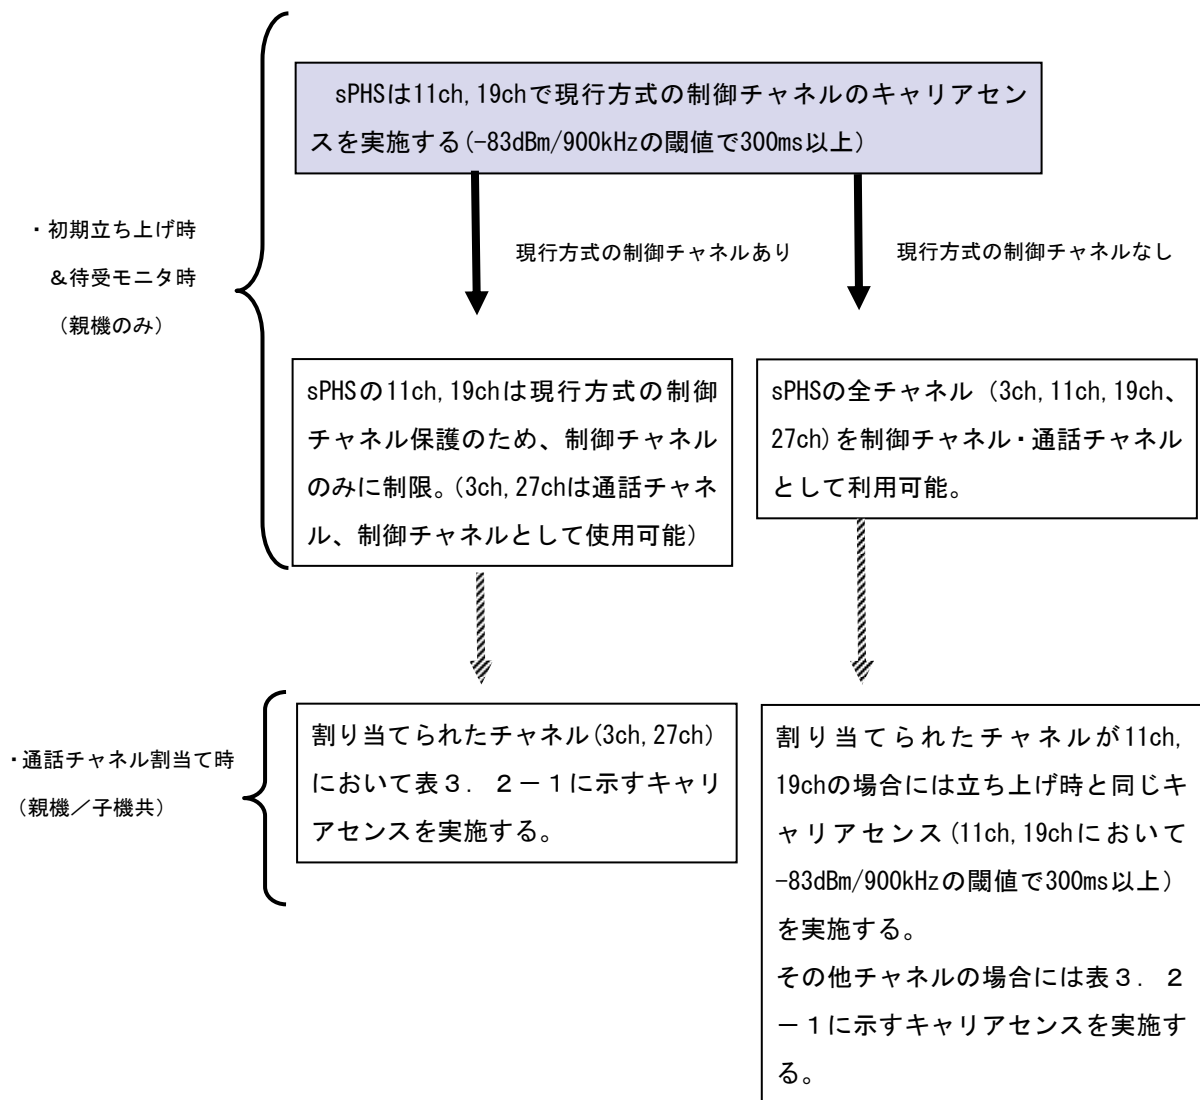 sPHSは11ch,19chで現行方式の制御チャネルのキャリアセン
スを実施する(-83dBm/900kHzの閾値で300ms以上)
・初期立ち上げ時
&待受モニタ時
(親機のみ)
現行方式の制御チャネルあり
現行方式の制御チャネルなし
sPHSの11ch,19chは現行方式の制御
チャネル保護のため、制御チャネル
のみに制限。(3ch,27chは通話チャネ
ル、制御チャネルとして使用可能)
sPHSの全チャネル(3ch,11ch,19ch、
27ch)を制御チャネル・通話チャネル
として利用可能。
・通話チャネル割当て時
(親機/子機共)
割り当てられたチャネル(3ch,27ch)
において表3.2-1に示すキャリ
アセンスを実施する。
割り当てられたチャネルが11ch,
19chの場合には立ち上げ時と同じキ
ャリアセンス(11ch,19chにおいて
-83dBm/900kHzの閾値で300ms以上)
を実施する。
その他チャネルの場合には表3.2
-1に示すキャリアセンスを実施す
る。